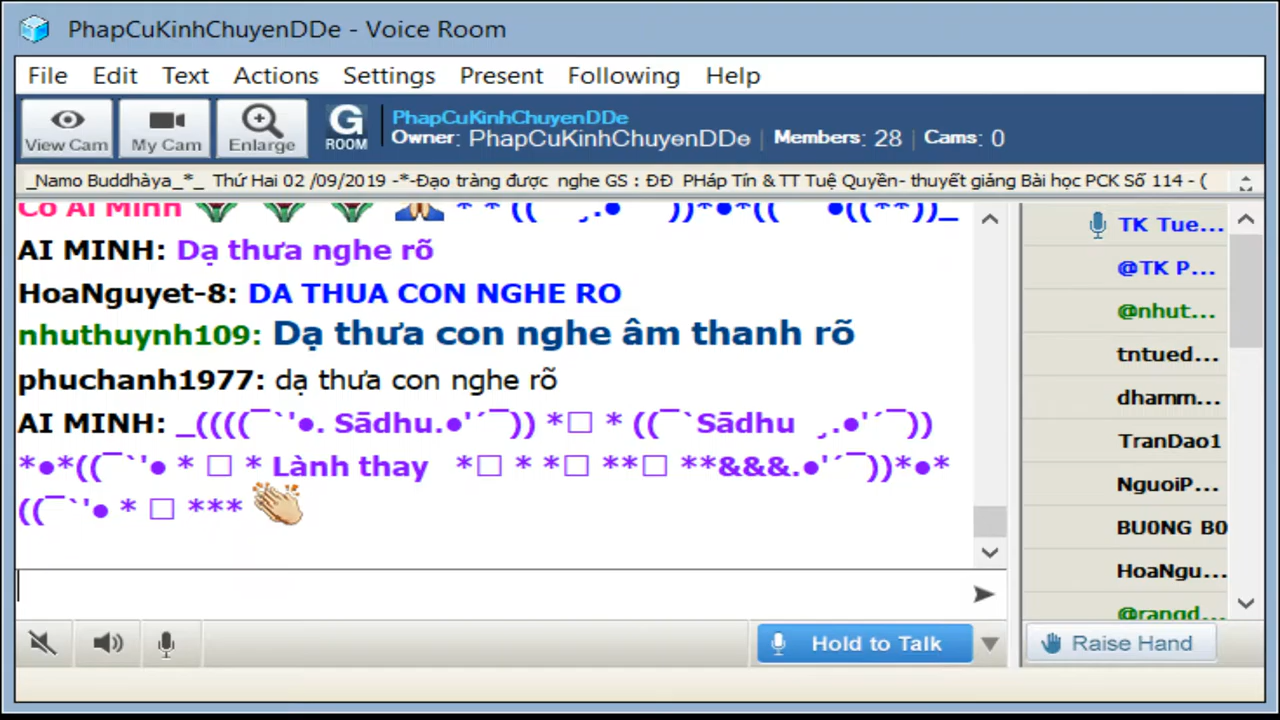 PhapCuKinhChuyenDDe - Voice Room
File Edit Text Actions Settings Present Following Help
View Cam My Cam Enlarge G ROOM
PhapCuKinhChuyenDDe
Owner: PhapCuKinhChuyenDDe | Members: 28 | Cams: 0
_Namo Buddhàya_*_ Thứ Hai 02 /09/2019 -*-Đạo tràng được nghe GS : ĐĐ PHáp Tín & TT Tuệ Quyền- thuyết giảng Bài học PCK Số 114 - (
Co Ai Minh * * (( ¸.● ))*●*(( ●((**))_
AI MINH: Dạ thưa nghe rõ
HoaNguyet-8: DA THUA CON NGHE RO
nhuthuynh109: Dạ thưa con nghe âm thanh rõ
phuchanh1977: dạ thưa con nghe rõ
AI MINH: _((((¯`'●. Sādhu.●'´¯)) *□ * ((¯`Sādhu ¸.●'´¯))
*●*((¯`'● * □ * Lành thay *□ * *□ **□ **&&&.●'´¯))*●*
((¯`'● * □ ***
TK Tue...
@TK P...
@nhut...
tntued...
dhamm...
TranDao1
NguoiP...
BU0NG B0
HoaNgu...
@rangd...
Hold to Talk
Raise Hand